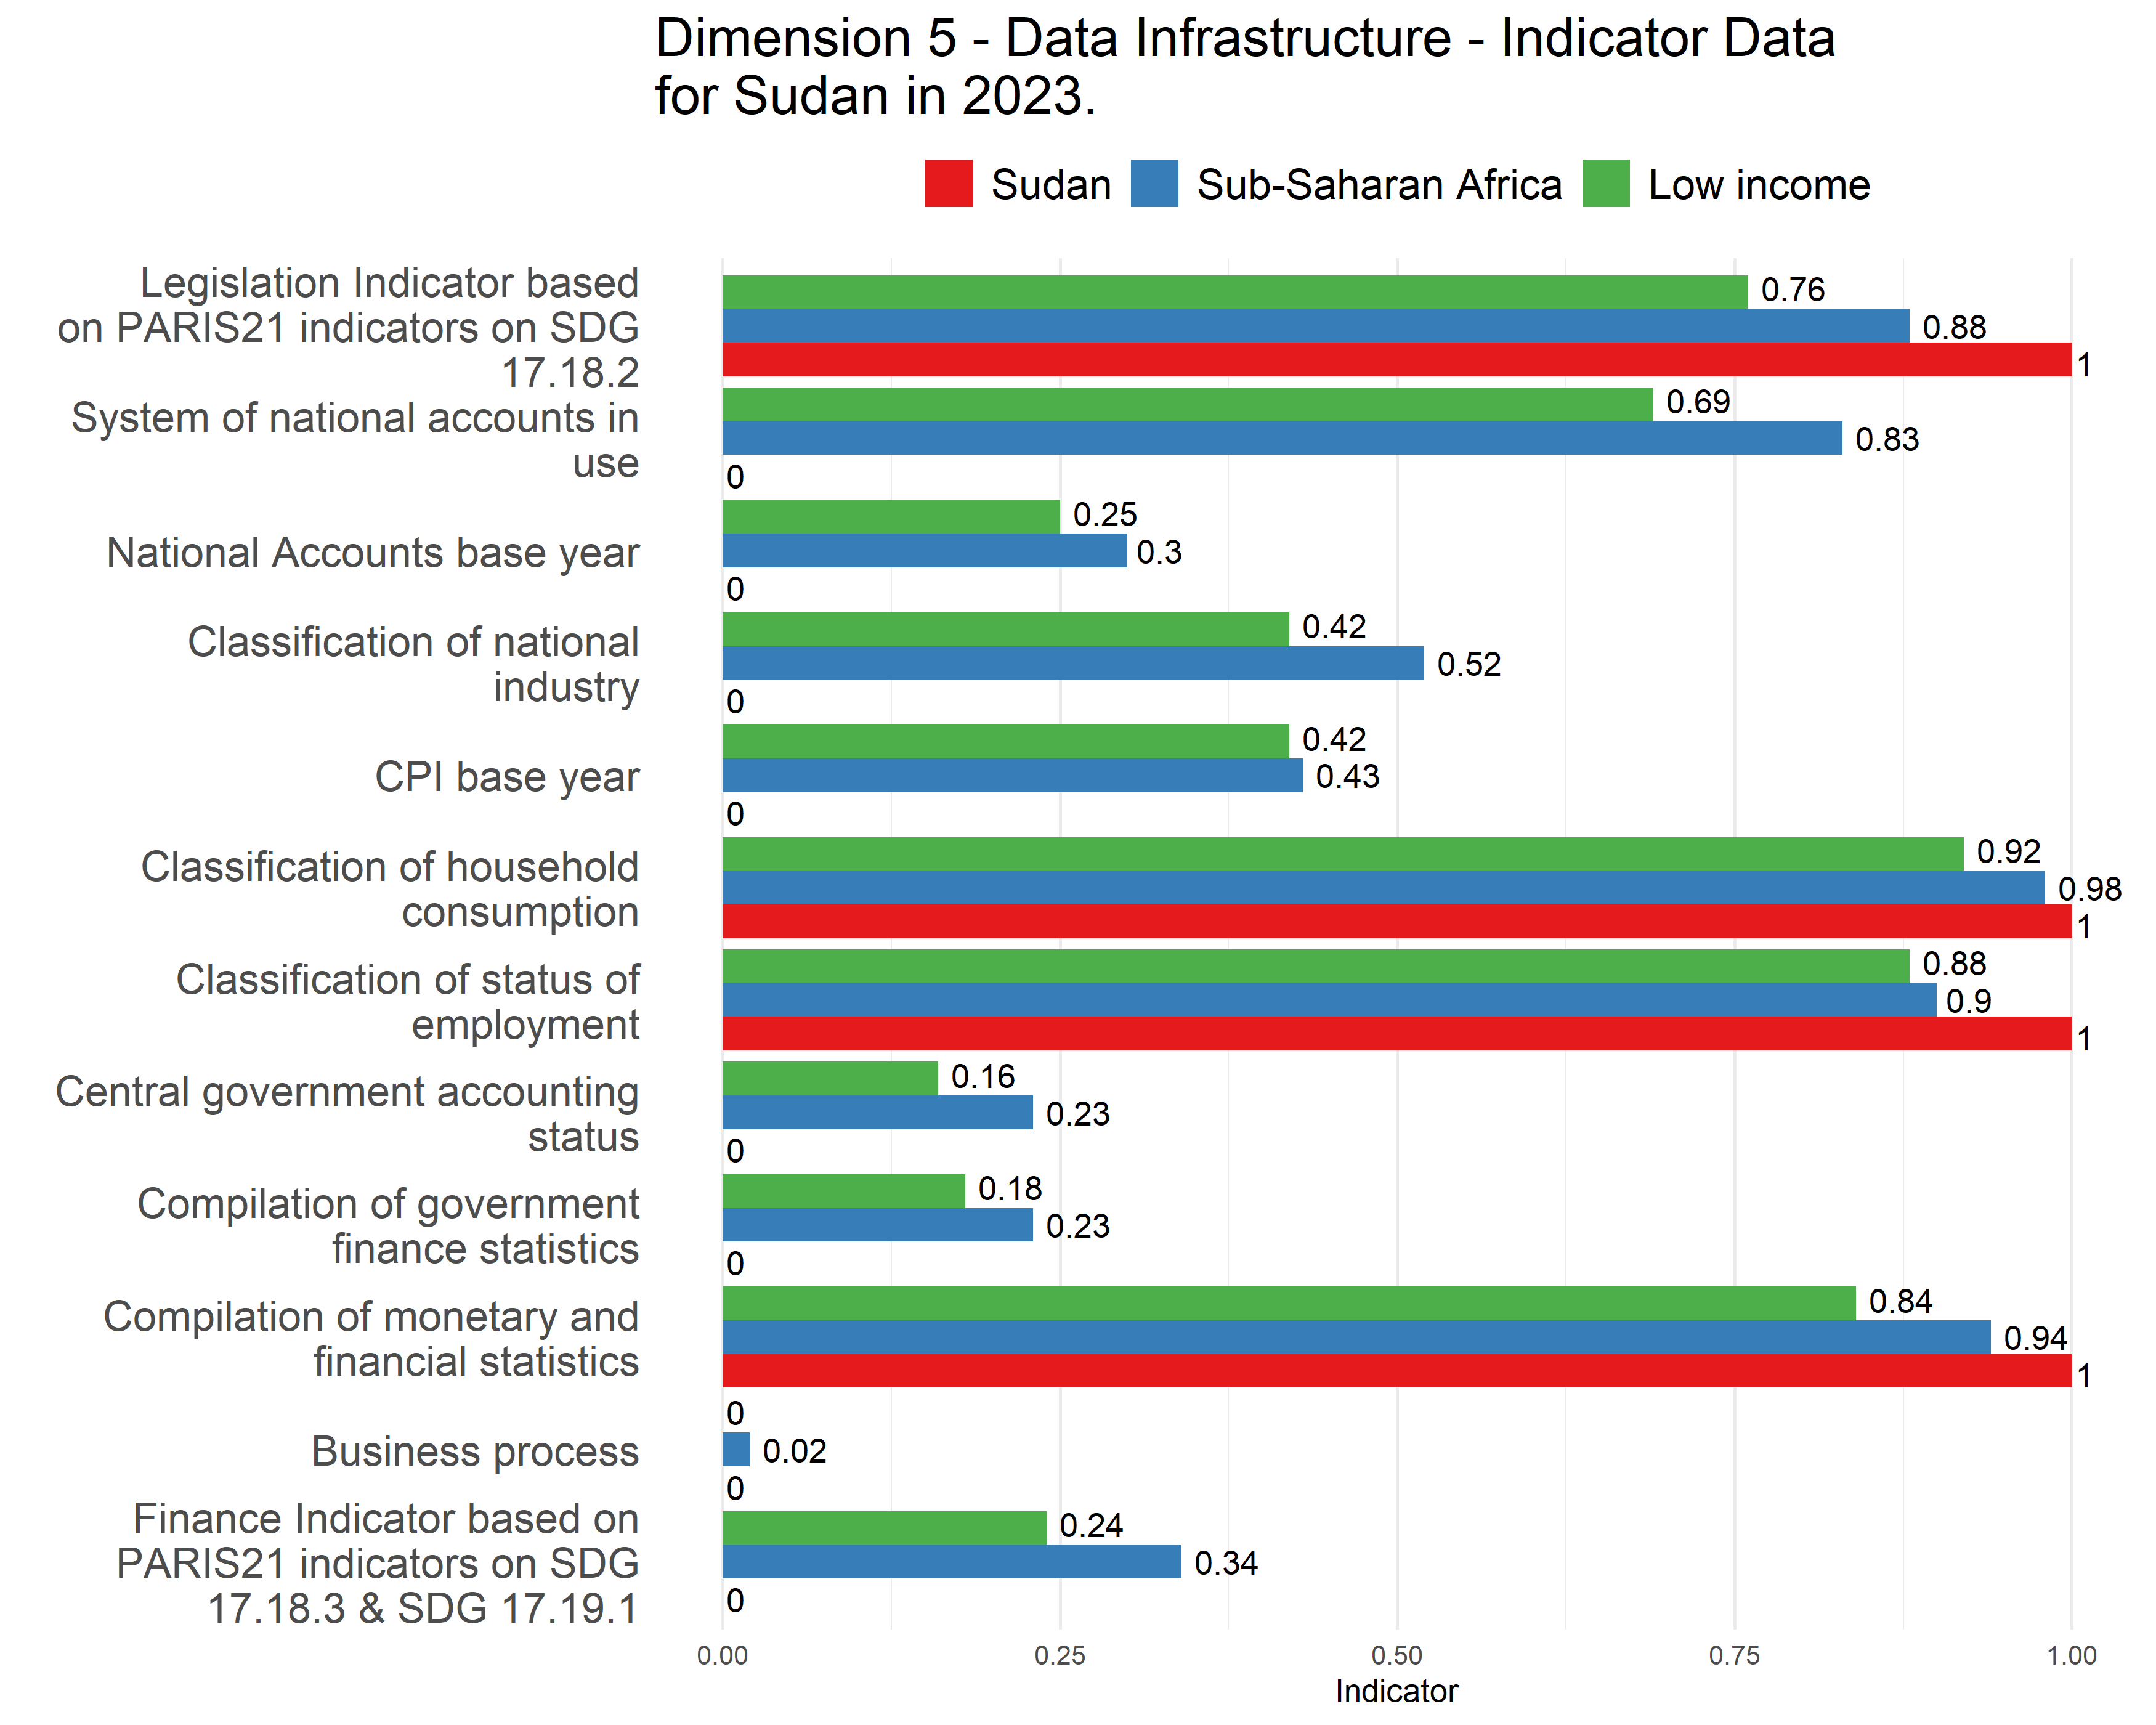 Dimension 5 - Data Infrastructure - Indicator Data
for Sudan in 2023.
Sudan
Sub-Saharan Africa
Low income
Legislation Indicator based
on PARIS21 indicators on SDG
17.18.2
0.76
0.88
1
System of national accounts in
use
0.69
0.83
0
National Accounts base year
0.25
0.3
0
Classification of national
industry
0.42
0.52
0
CPI base year
0.42
0.43
0
Classification of household
consumption
0.92
0.98
1
Classification of status of
employment
0.88
0.9
1
Central government accounting
status
0.16
0.23
0
Compilation of government
finance statistics
0.18
0.23
0
Compilation of monetary and
financial statistics
0.84
0.94
1
Business process
0
0.02
0
Finance Indicator based on
PARIS21 indicators on SDG
17.18.3 & SDG 17.19.1
0.24
0.34
0
0.00
0.25
0.50
0.75
1.00
Indicator